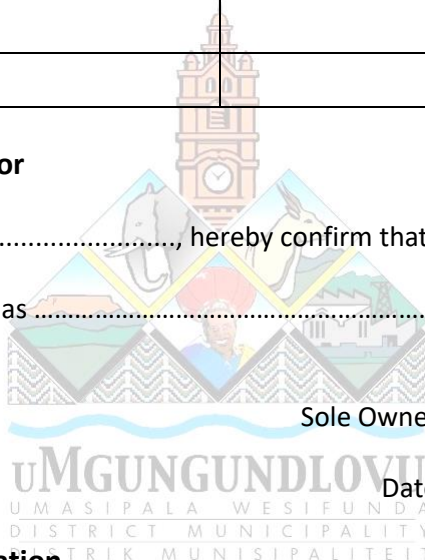 or
........................, hereby confirm that
as ................................................................
Sole Owne
UMGUNGUNDLOVU
Date
UMASIPALA WESIFUNDA
DISTRICT MUNICIPALITY
DISTRIK MUNISIPALITEIT
ation